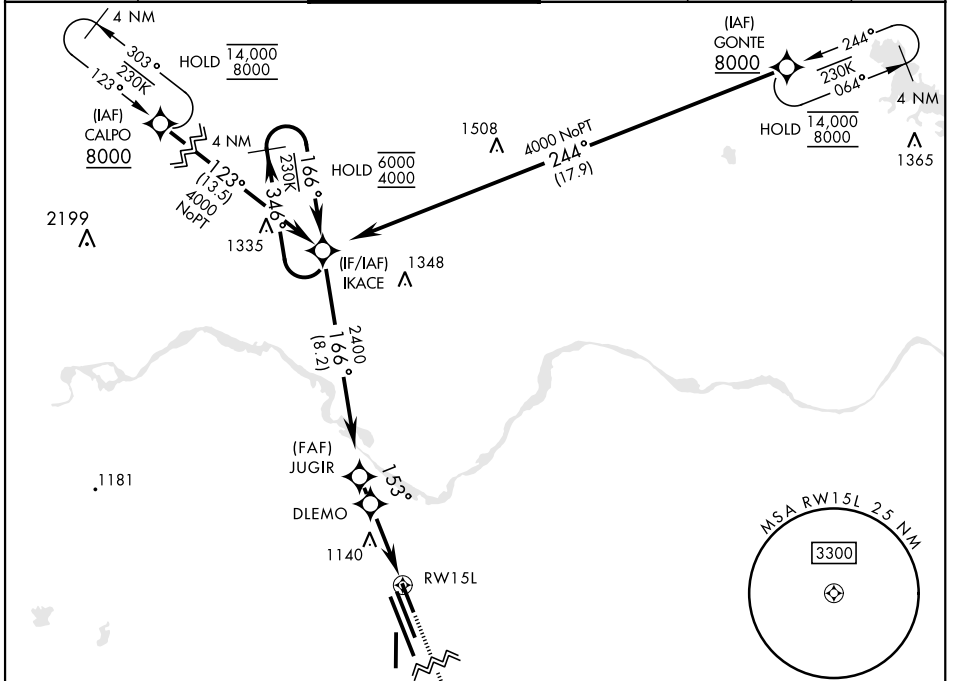 4 NM
303°
230K
123°
HOLD 14,000
8000
(IAF)
CALPO
8000
(IAF)
GONTE
8000
244°
230K
064°
4 NM
HOLD 14,000
8000
1365
1508
4000 NoPT
244°
(17.9)
4 NM
166°
230K
346°
HOLD 6000
4000
123°
(13.5)
4000
NoPT
2199
1335
(IF/IAF)
IKACE
1348
2400
166°
(8.2)
(FAF)
JUGIR
153°
1181
DLEMO
1140
RW15L
MSA RW15L 25 NM
3300